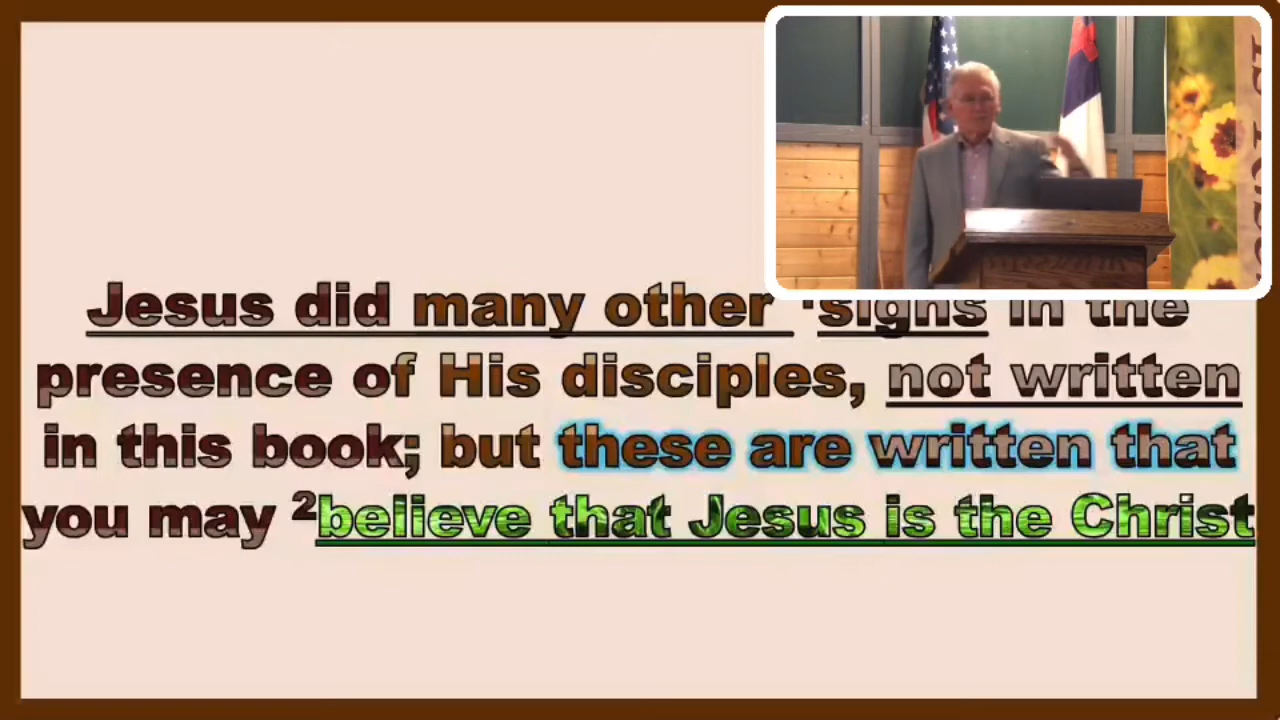 Jesus did many other ¹signs in the
presence of His disciples, not written
in this book; but these are written that
you may ²believe that Jesus is the Christ